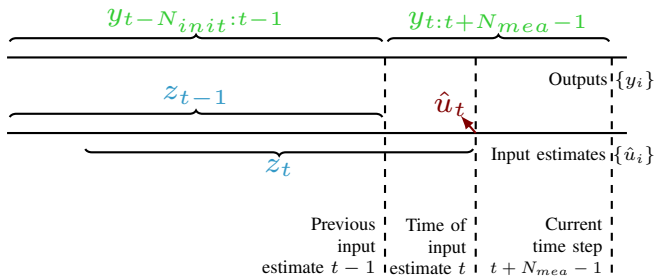 y_{t−N_{init}:t−1} y_{t:t+N_{mea}−1}
Outputs {y_i}
z_{t−1}
û_t
Input estimates {û_i}
z_t
Previous
input
estimate t − 1
Time of
input
estimate t
Current
time step
t + N_{mea} − 1